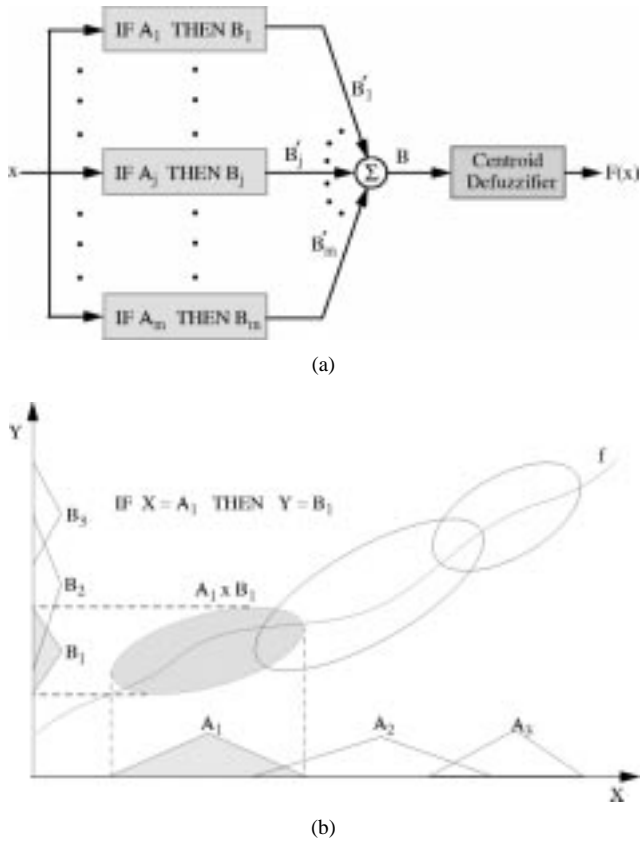 IF A₁ THEN B₁
B′₁
x
IF Aⱼ THEN Bⱼ
B′ⱼ
Σ
B
Centroid
Defuzzifier
F(x)
B′ₘ
IF Aₘ THEN Bₘ
(a)
Y
f
IF X = A₁ THEN Y = B₁
B₃
B₂
A₁ x B₁
B₁
A₁
A₂
A₃
X
(b)